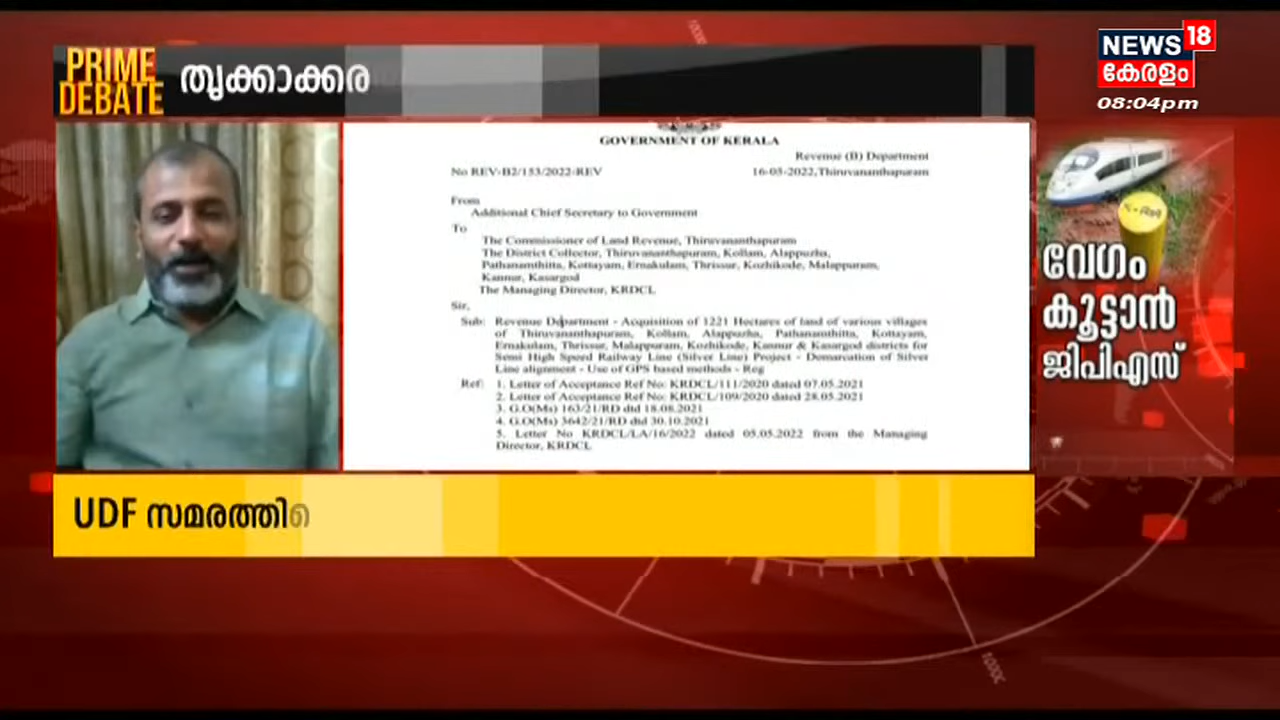 PRIME
DEBATE
തൃക്കാക്കര
NEWS 18
കേരളം
08:04pm
GOVERNMENT OF KERALA
Revenue (B) Department
No REV-B2/153/2022-REV
16-05-2022,Thiruvananthapuram
From
Additional Chief Secretary to Government
To
The Commissioner of Land Revenue, Thiruvananthapuram
The District Collector, Thiruvananthapuram, Kollam, Alappuzha,
Pathanamthitta, Kottayam, Ernakulam, Thrissur, Kozhikode, Malappuram,
Kannur, Kasargod
The Managing Director, KRDCL
Sir,
Sub: Revenue Department - Acquisition of 1221 Hectares of land of various villages
of Thiruvananthapuram, Kollam, Alappuzha, Pathanamthitta, Kottayam,
Ernakulam, Thrissur, Malappuram, Kozhikode, Kannur & Kasargod districts for
Semi High Speed Railway Line (Silver Line) Project - Demarcation of Silver
Line alignment - Use of GPS based methods - Reg
Ref: 1. Letter of Acceptance Ref No: KRDCL/111/2020 dated 07.05.2021
2. Letter of Acceptance Ref No: KRDCL/109/2020 dated 28.05.2021
3. G.O(Ms) 163/21/RD dtd 18.08.2021
4. G.O(Ms) 3642/21/RD dtd 30.10.2021
5. Letter No KRDCL/LA/16/2022 dated 05.05.2022 from the Managing
Director, KRDCL
വേഗം
കൂട്ടാൻ
ജിപിഎസ്
UDF